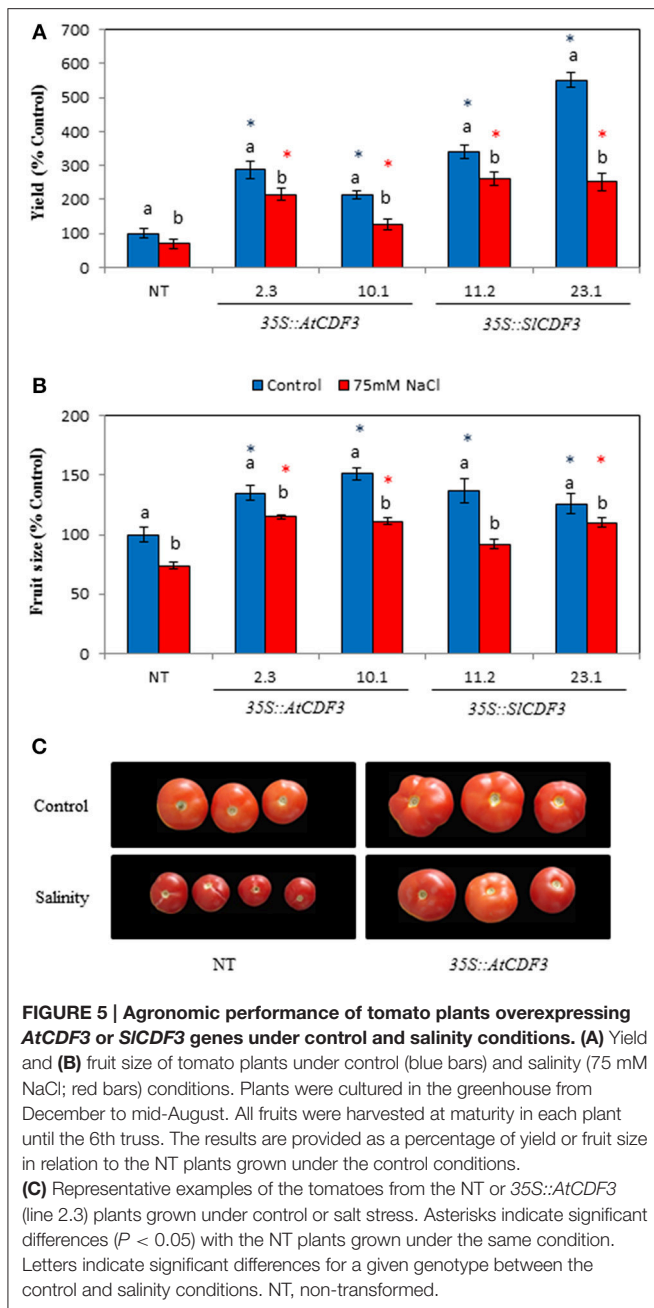 A
700
600
500
400
300
200
100
0
Yield (% Control)
* * * *
* * * *
a b a b a b a b a b
NT 2.3 10.1 11.2 23.1
35S::AtCDF3 35S::SlCDF3
B
Control 75mM NaCl
200
150
100
50
0
Fruit size (% Control)
* * * *
* * *
a b a b a b a b a b
NT 2.3 10.1 11.2 23.1
35S::AtCDF3 35S::SlCDF3
C
Control
Salinity
NT 35S::AtCDF3
FIGURE 5 | Agronomic performance of tomato plants overexpressing
AtCDF3 or SlCDF3 genes under control and salinity conditions. (A) Yield
and (B) fruit size of tomato plants under control (blue bars) and salinity (75 mM
NaCl; red bars) conditions. Plants were cultured in the greenhouse from
December to mid-August. All fruits were harvested at maturity in each plant
until the 6th truss. The results are provided as a percentage of yield or fruit size
in relation to the NT plants grown under the control conditions.
(C) Representative examples of the tomatoes from the NT or 35S::AtCDF3
(line 2.3) plants grown under control or salt stress. Asterisks indicate significant
differences (P < 0.05) with the NT plants grown under the same condition.
Letters indicate significant differences for a given genotype between the
control and salinity conditions. NT, non-transformed.